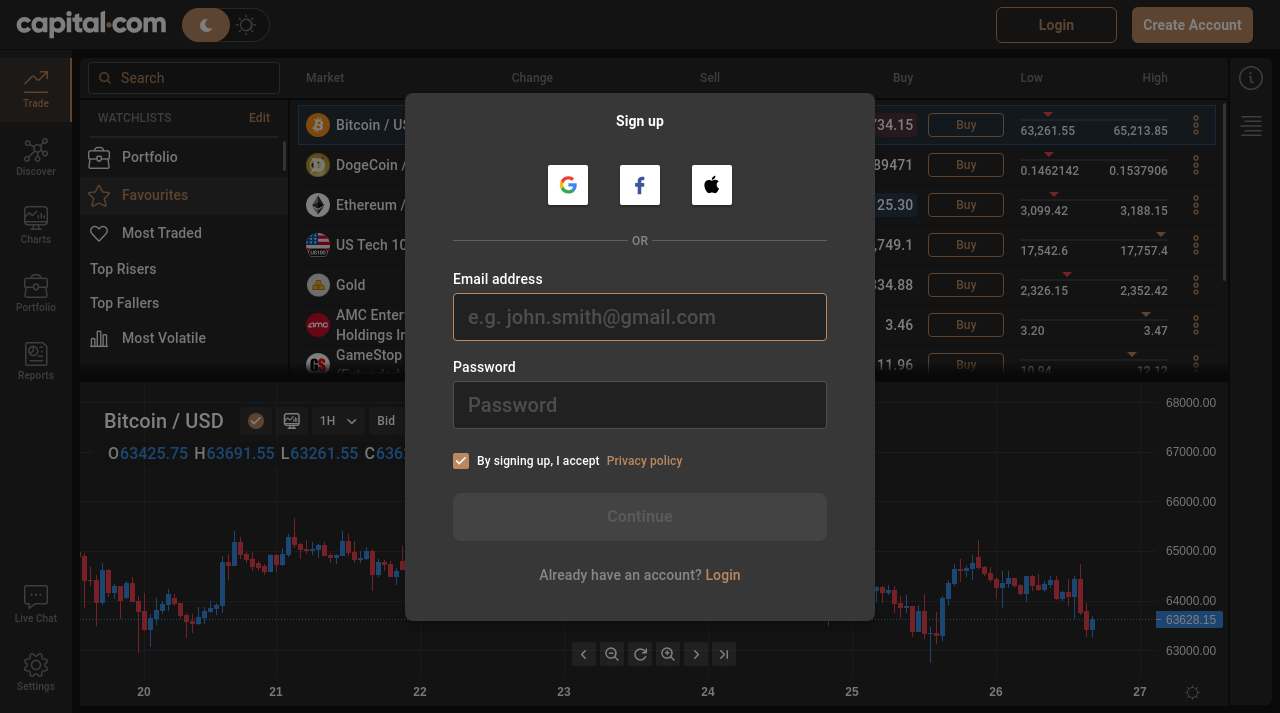 capital.com
Login
Create Account
Trade
Discover
Charts
Portfolio
Reports
Live Chat
Settings
Search
Market
Change
Sell
Buy
Low
High
WATCHLISTS
Edit
Portfolio
Favourites
Most Traded
Top Risers
Top Fallers
Most Volatile
Bitcoin / US
34.15
Buy
63,261.55
65,213.85
DogeCoin /
89471
Buy
0.1462142
0.1537906
Ethereum /
25.30
Buy
3,099.42
3,188.15
US100
US Tech 10
,749.1
Buy
17,542.6
17,757.4
Gold
334.88
Buy
2,326.15
2,352.42
amc
AMC Enter
Holdings In
3.46
Buy
3.20
3.47
GS
GameStop
11.96
Buy
10.94
12.12
Sign up
OR
Email address
e.g. john.smith@gmail.com
Password
Password
By signing up, I accept Privacy policy
Continue
Already have an account? Login
Bitcoin / USD
1H
Bid
O63425.75 H63691.55 L63261.55 C636
68000.00
67000.00
66000.00
65000.00
64000.00
63628.15
63000.00
20
21
22
23
24
25
26
27